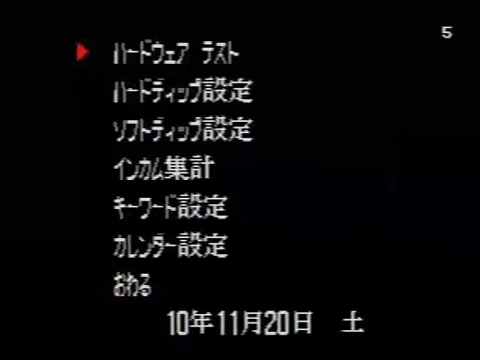 5
ハードウェア テスト
ハードディップ設定
ソフトディップ設定
インカム集計
キーワード設定
カレンダー設定
おわる
10年11月20日 土